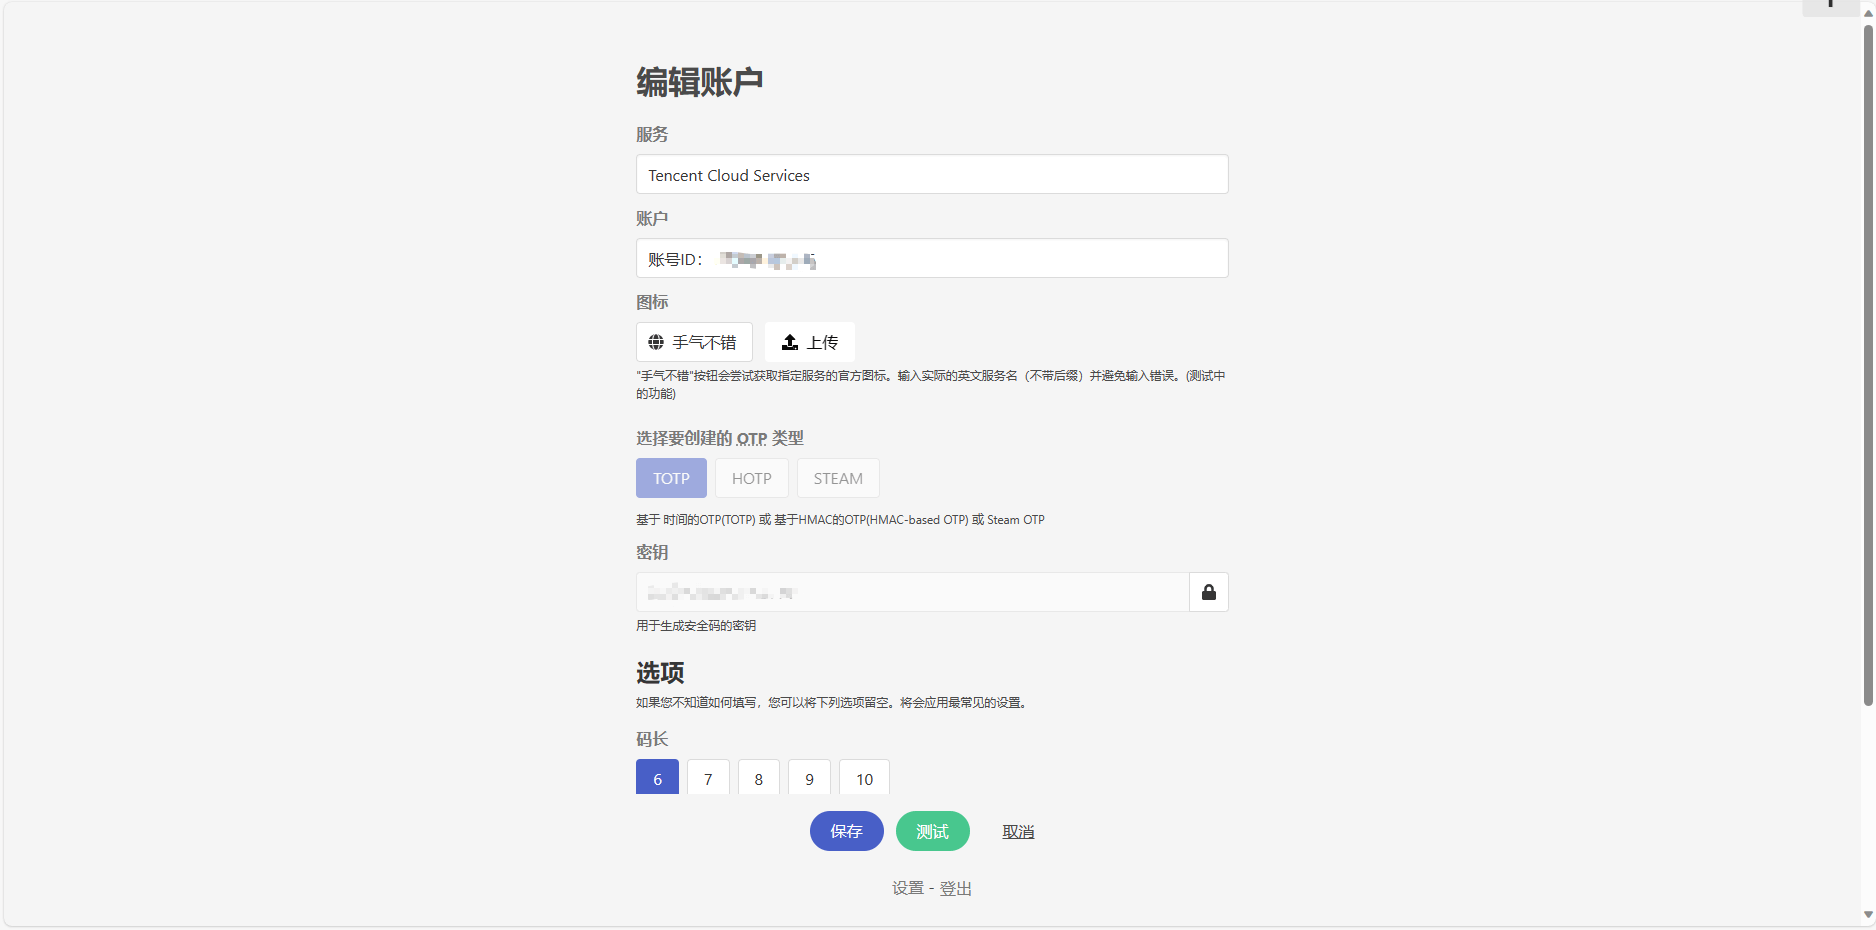 编辑账户
服务
Tencent Cloud Services
账户
账号ID：
图标
手气不错 上传
"手气不错"按钮会尝试获取指定服务的官方图标。输入实际的英文服务名（不带后缀）并避免输入错误。(测试中
的功能)
选择要创建的 OTP 类型
TOTP HOTP STEAM
基于 时间的OTP(TOTP) 或 基于HMAC的OTP(HMAC-based OTP) 或 Steam OTP
密钥
用于生成安全码的密钥
选项
如果您不知道如何填写，您可以将下列选项留空。将会应用最常见的设置。
码长
6 7 8 9 10
保存 测试 取消
设置 - 登出